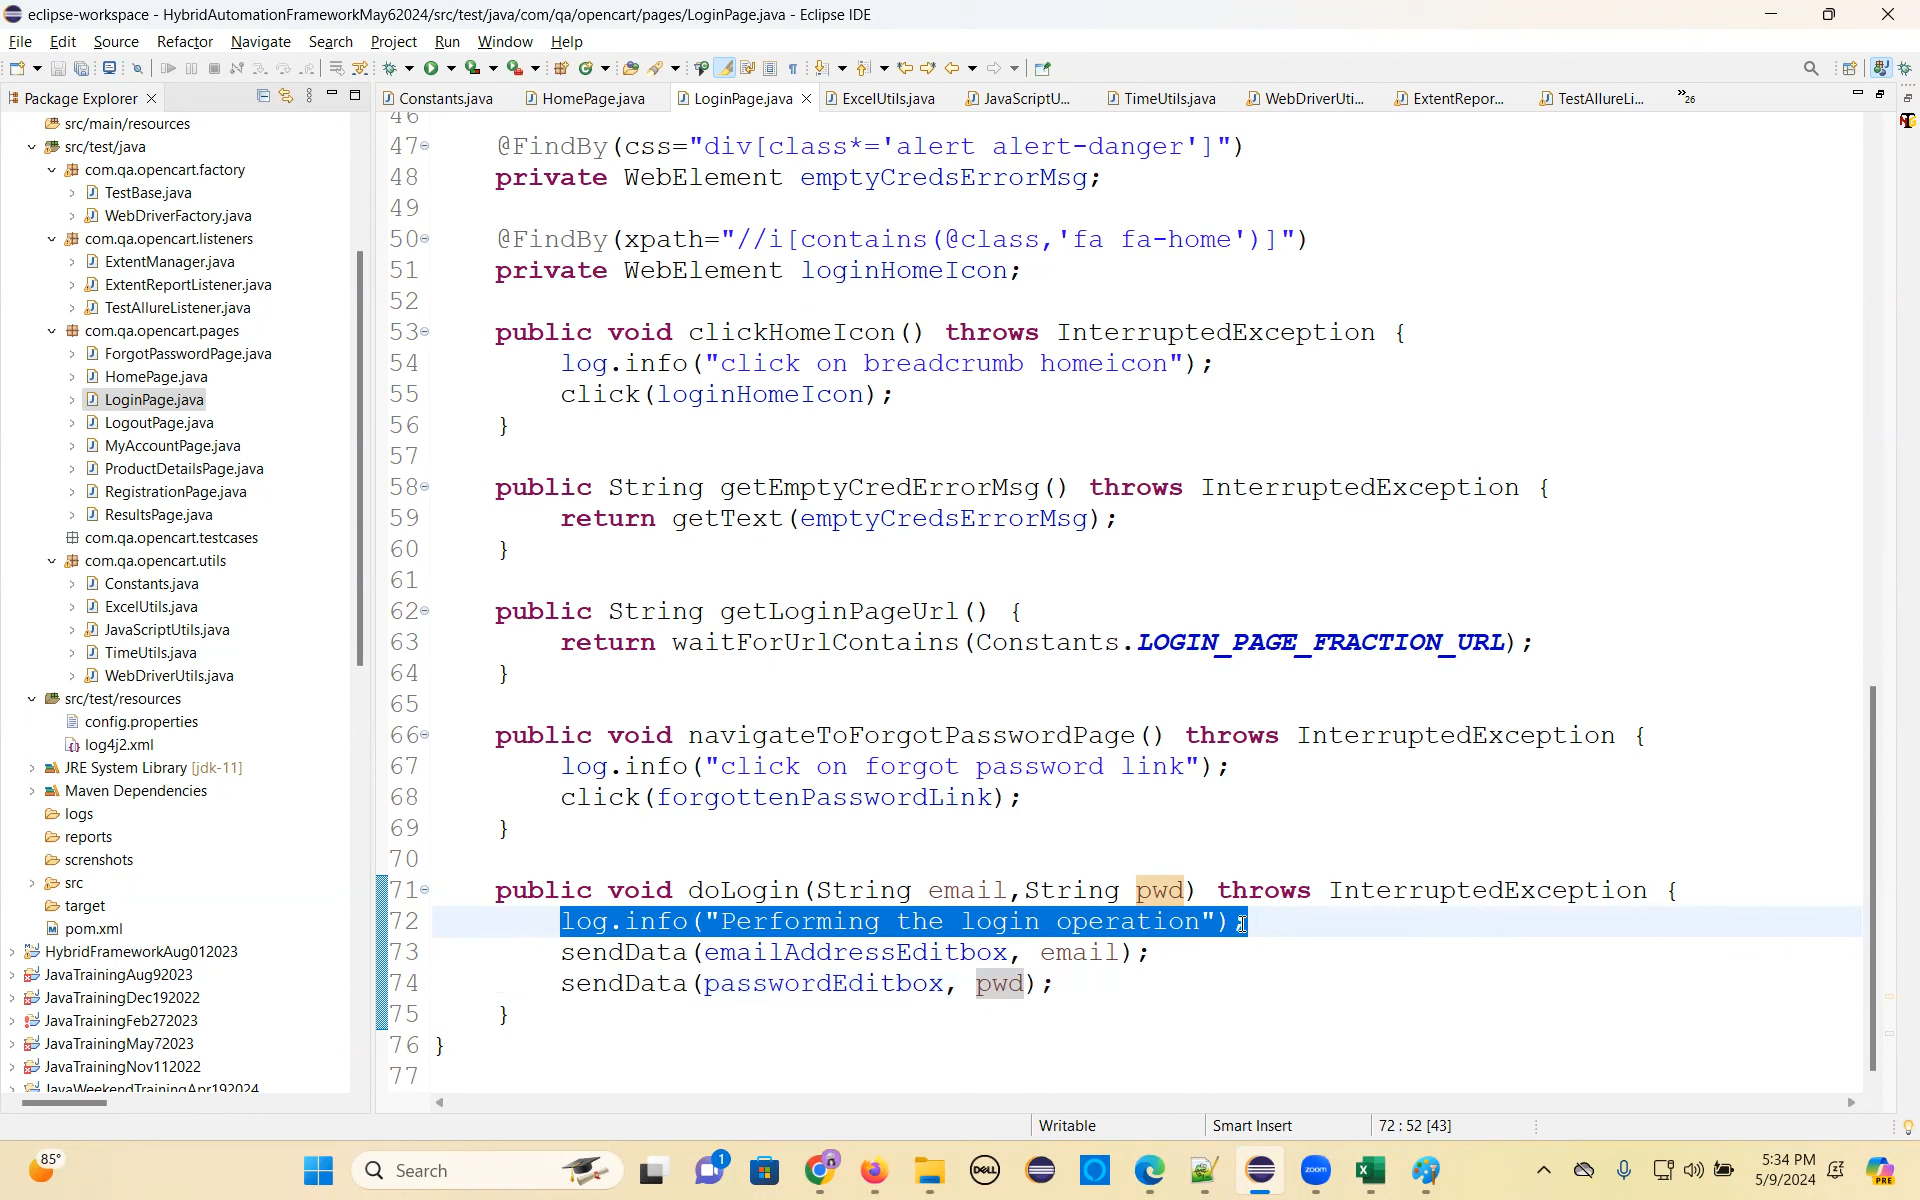 eclipse-workspace - HybridAutomationFrameworkMay62024/src/test/java/com/qa/opencart/pages/LoginPage.java - Eclipse IDE
File Edit Source Refactor Navigate Search Project Run Window Help
Package Explorer
Constants.java HomePage.java LoginPage.java ExcelUtils.java JavaScriptU... TimeUtils.java WebDriverUti... ExtentRepor... TestAllureLi... »26
src/main/resources
src/test/java
com.qa.opencart.factory
TestBase.java
WebDriverFactory.java
com.qa.opencart.listeners
ExtentManager.java
ExtentReportListener.java
TestAllureListener.java
com.qa.opencart.pages
ForgotPasswordPage.java
HomePage.java
LoginPage.java
LogoutPage.java
MyAccountPage.java
ProductDetailsPage.java
RegistrationPage.java
ResultsPage.java
com.qa.opencart.testcases
com.qa.opencart.utils
Constants.java
ExcelUtils.java
JavaScriptUtils.java
TimeUtils.java
WebDriverUtils.java
src/test/resources
config.properties
log4j2.xml
JRE System Library [jdk-11]
Maven Dependencies
logs
reports
screnshots
src
target
pom.xml
HybridFrameworkAug012023
JavaTrainingAug92023
JavaTrainingDec192022
JavaTrainingFeb272023
JavaTrainingMay72023
JavaTrainingNov112022
JavaWeekendTrainingApr192024
46
47 @FindBy(css="div[class*='alert alert-danger']")
48 private WebElement emptyCredsErrorMsg;
49
50 @FindBy(xpath="//i[contains(@class,'fa fa-home')]")
51 private WebElement loginHomeIcon;
52
53 public void clickHomeIcon() throws InterruptedException {
54 log.info("click on breadcrumb homeicon");
55 click(loginHomeIcon);
56 }
57
58 public String getEmptyCredErrorMsg() throws InterruptedException {
59 return getText(emptyCredsErrorMsg);
60 }
61
62 public String getLoginPageUrl() {
63 return waitForUrlContains(Constants.LOGIN_PAGE_FRACTION_URL);
64 }
65
66 public void navigateToForgotPasswordPage() throws InterruptedException {
67 log.info("click on forgot password link");
68 click(forgottenPasswordLink);
69 }
70
71 public void doLogin(String email,String pwd) throws InterruptedException {
72 log.info("Performing the login operation");
73 sendData(emailAddressEditbox, email);
74 sendData(passwordEditbox, pwd);
75 }
76 }
77
Writable Smart Insert 72 : 52 [43]
85°
Search
1
DELL
zoom
5:34 PM
5/9/2024
PRE